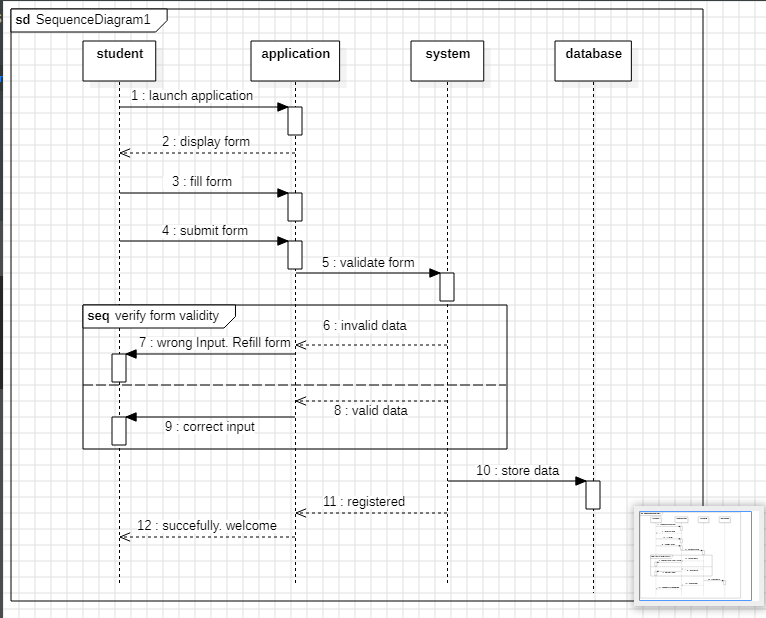 sd SequenceDiagram1
student
application
system
database
1 : launch application
2 : display form
3 : fill form
4 : submit form
5 : validate form
seq verify form validity
6 : invalid data
7 : wrong Input. Refill form
8 : valid data
9 : correct input
10 : store data
11 : registered
12 : succefully. welcome